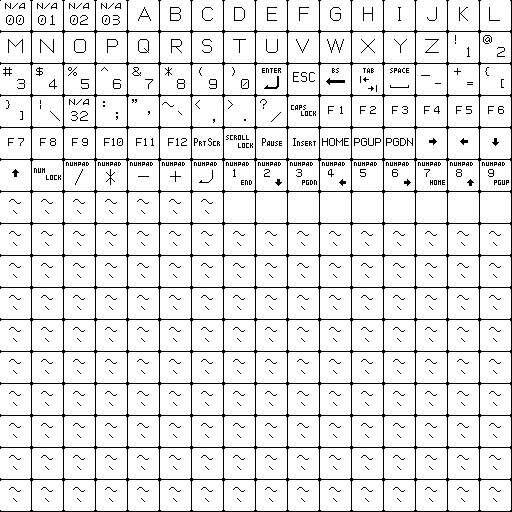 N/A 00 N/A 01 N/A 02 N/A 03 A B C D E F G H I J K L
M N O P Q R S T U V W X Y Z ! 1 @ 2
# 3 $ 4 % 5 ^ 6 & 7 * 8 ( 9 ) 0 ENTER ESC BS TAB SPACE _ - + = { [
} ] | \ N/A 32 : ; " ' ~ ` < , > . ? / CAPS LOCK F1 F2 F3 F4 F5 F6
F7 F8 F9 F10 F11 F12 PRT SCR SCROLL LOCK PAUSE INSERT HOME PGUP PGDN → ← ↓
↑ NUM LOCK NUMPAD / NUMPAD * NUMPAD - NUMPAD + NUMPAD NUMPAD 1 END NUMPAD 2 ↓ NUMPAD 3 PGDN NUMPAD 4 ← NUMPAD 5 NUMPAD 6 → NUMPAD 7 HOME NUMPAD 8 ↑ NUMPAD 9 PGUP
~ ` ~ ` ~ ` ~ ` ~ ` ~ ` ~ `
~ ` ~ ` ~ ` ~ ` ~ ` ~ ` ~ ` ~ ` ~ ` ~ ` ~ ` ~ ` ~ ` ~ ` ~ ` ~ `
~ ` ~ ` ~ ` ~ ` ~ ` ~ ` ~ ` ~ ` ~ ` ~ ` ~ ` ~ ` ~ ` ~ ` ~ ` ~ `
~ ` ~ ` ~ ` ~ ` ~ ` ~ ` ~ ` ~ ` ~ ` ~ ` ~ ` ~ ` ~ ` ~ ` ~ ` ~ `
~ ` ~ ` ~ ` ~ ` ~ ` ~ ` ~ ` ~ ` ~ ` ~ ` ~ ` ~ ` ~ ` ~ ` ~ ` ~ `
~ ` ~ ` ~ ` ~ ` ~ ` ~ ` ~ ` ~ ` ~ ` ~ ` ~ ` ~ ` ~ ` ~ ` ~ ` ~ `
~ ` ~ ` ~ ` ~ ` ~ ` ~ ` ~ ` ~ ` ~ ` ~ ` ~ ` ~ ` ~ ` ~ ` ~ ` ~ `
~ ` ~ ` ~ ` ~ ` ~ ` ~ ` ~ ` ~ ` ~ ` ~ ` ~ ` ~ ` ~ ` ~ ` ~ ` ~ `
~ ` ~ ` ~ ` ~ ` ~ ` ~ ` ~ ` ~ ` ~ ` ~ ` ~ ` ~ ` ~ ` ~ ` ~ ` ~ `
~ ` ~ ` ~ ` ~ ` ~ ` ~ ` ~ ` ~ ` ~ ` ~ ` ~ ` ~ ` ~ ` ~ ` ~ ` ~ `